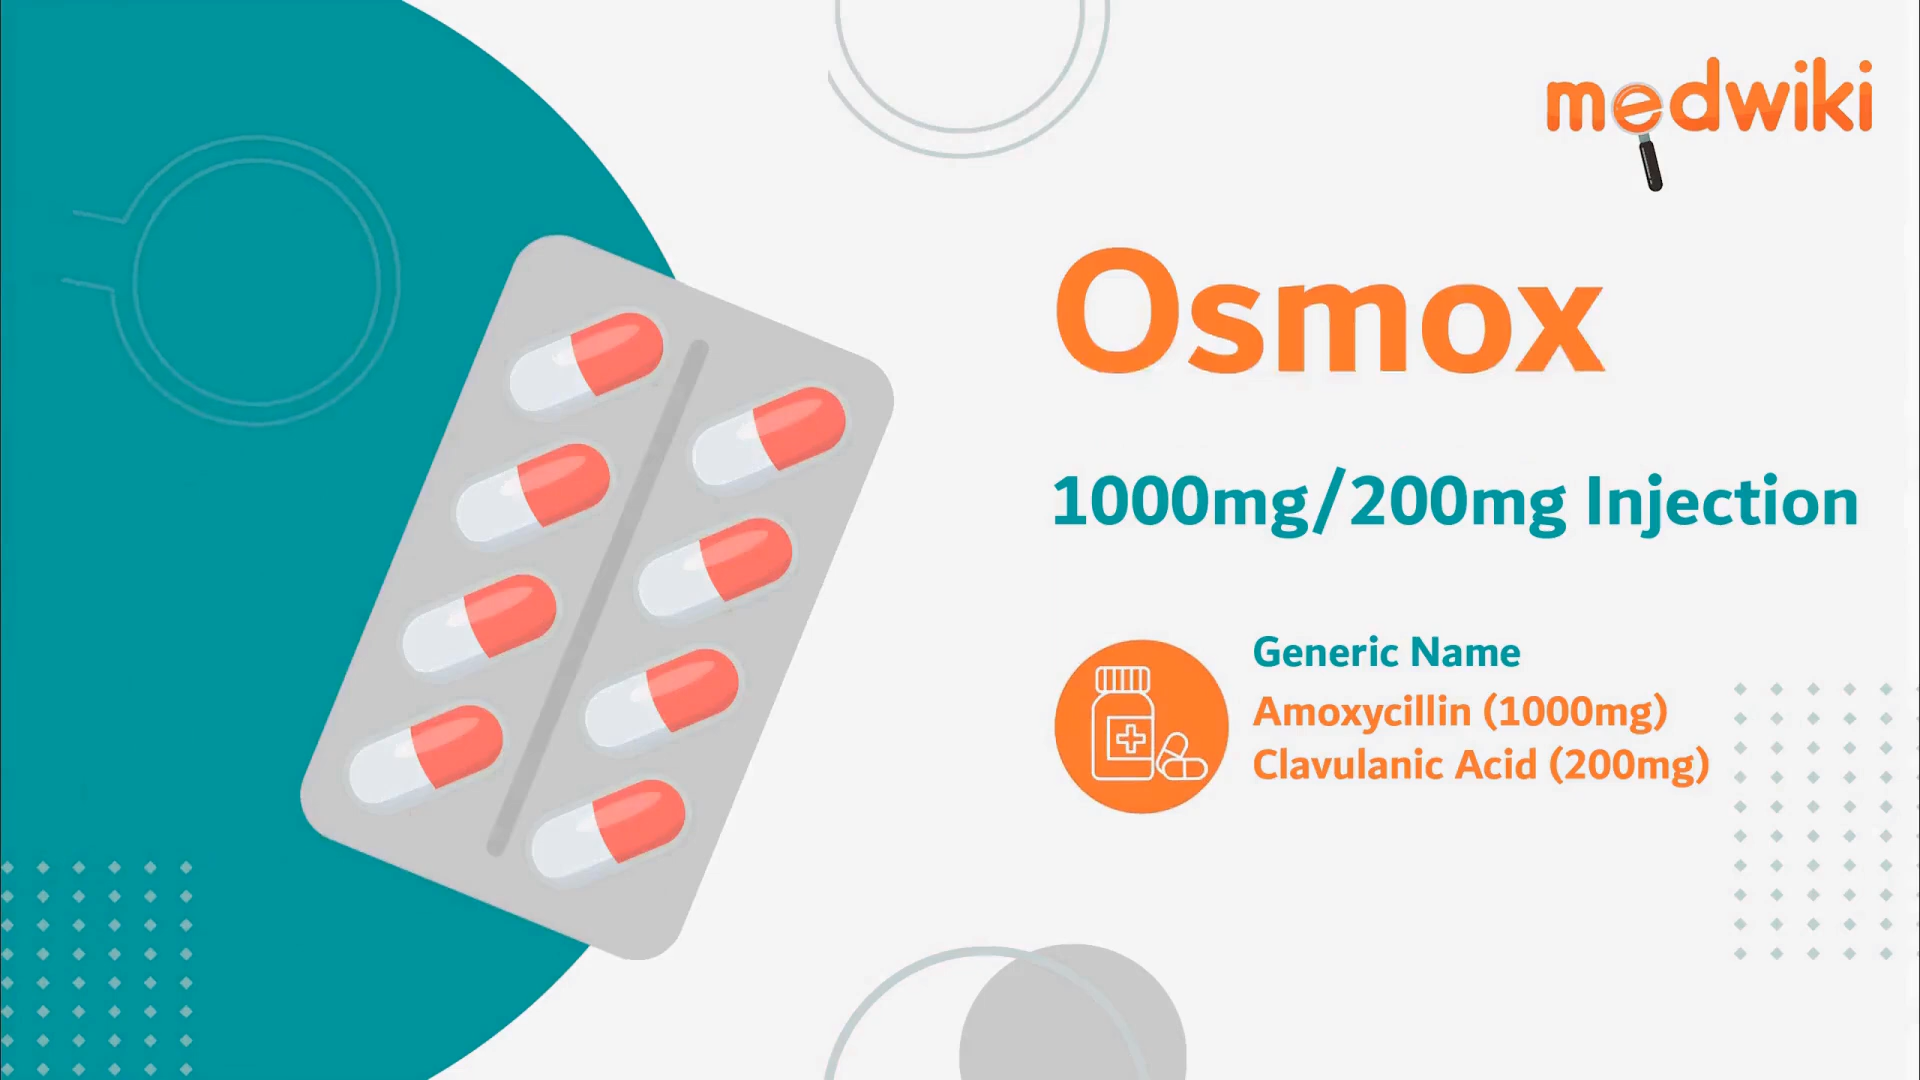 medwiki
Osmox
1000mg/200mg Injection
Generic Name
Amoxycillin (1000mg)
Clavulanic Acid (200mg)